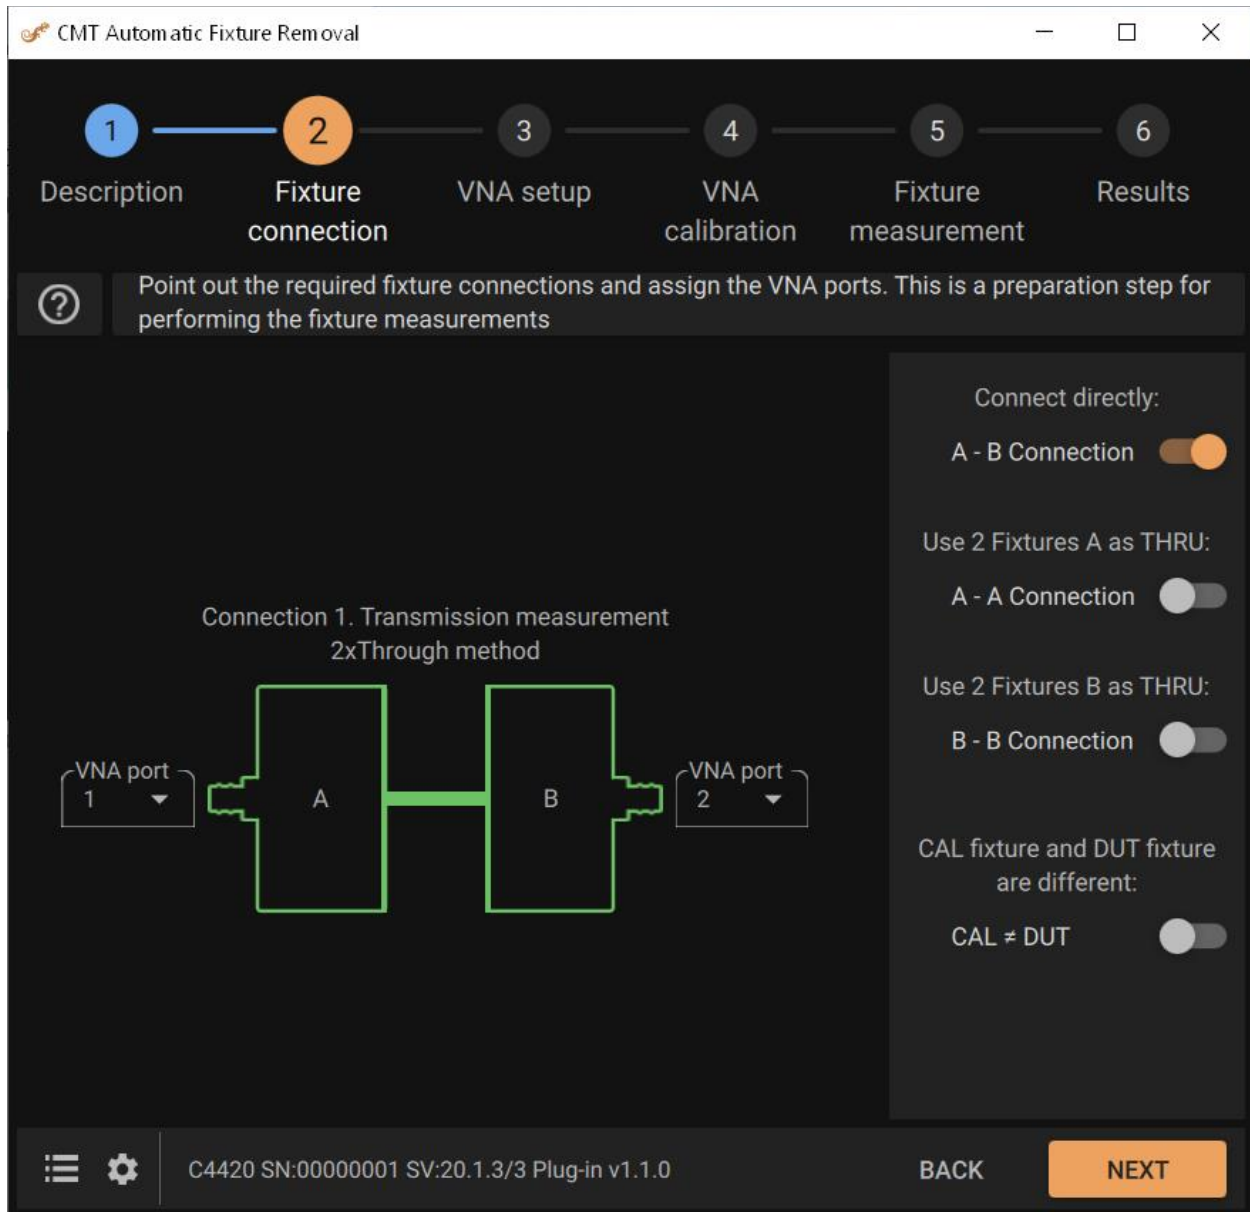 CMT Automatic Fixture Removal
1
2
3
4
5
6
Description
Fixture
connection
VNA setup
VNA
calibration
Fixture
measurement
Results
?
Point out the required fixture connections and assign the VNA ports. This is a preparation step for
performing the fixture measurements
Connection 1. Transmission measurement
2xThrough method
VNA port
1
A
B
VNA port
2
Connect directly:
A - B Connection
Use 2 Fixtures A as THRU:
A - A Connection
Use 2 Fixtures B as THRU:
B - B Connection
CAL fixture and DUT fixture
are different:
CAL ≠ DUT
C4420 SN:00000001 SV:20.1.3/3 Plug-in v1.1.0
BACK
NEXT